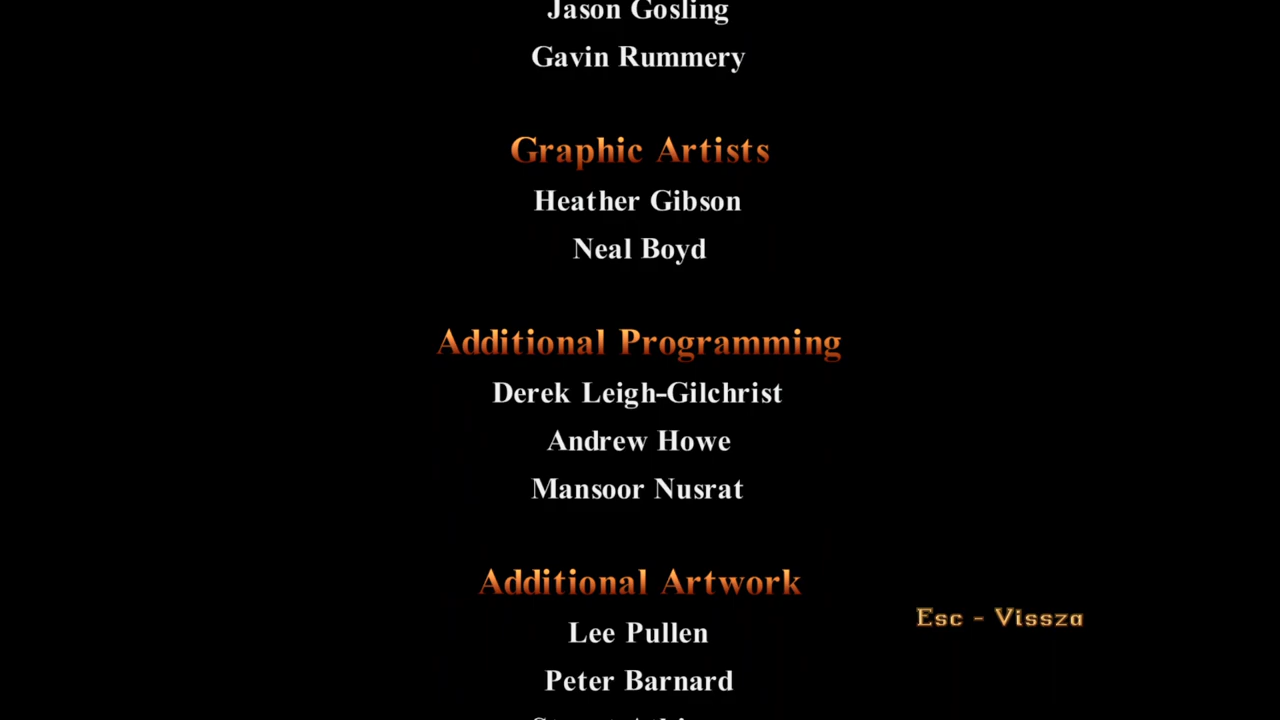 Jason Gosling
Gavin Rummery
Graphic Artists
Heather Gibson
Neal Boyd
Additional Programming
Derek Leigh-Gilchrist
Andrew Howe
Mansoor Nusrat
Additional Artwork
Esc - Vissza
Lee Pullen
Peter Barnard